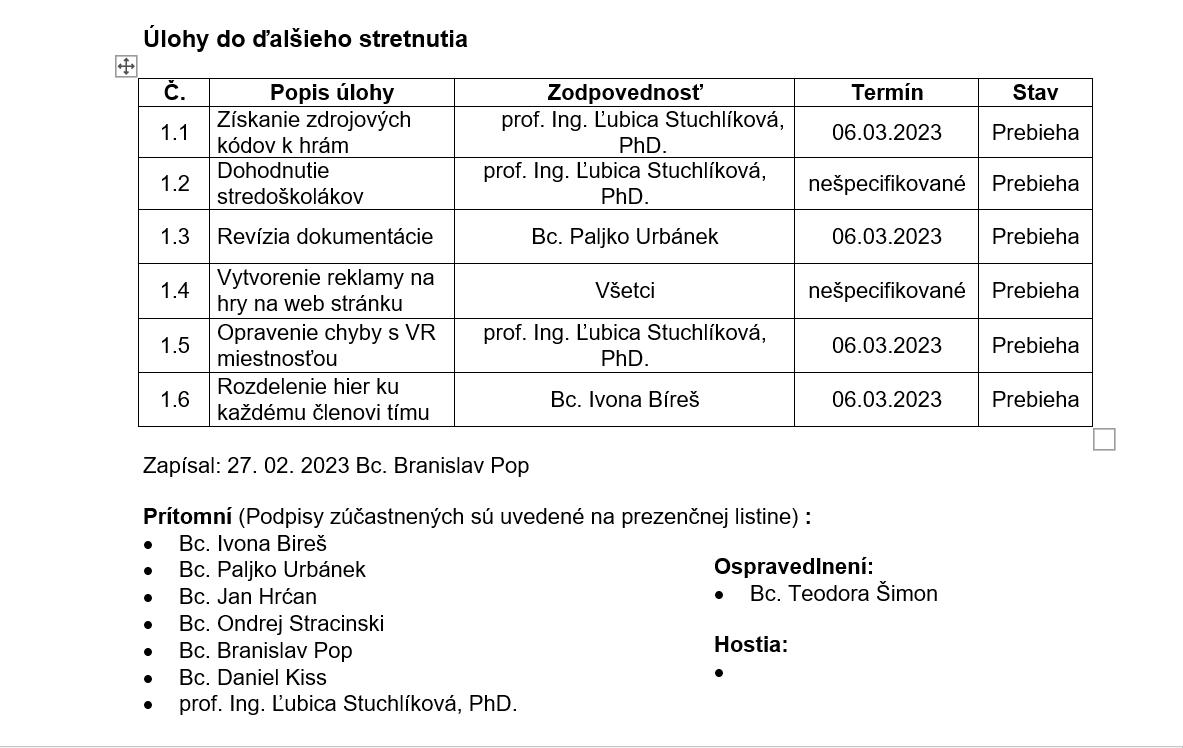 Úlohy do ďalšieho stretnutia
Č. Popis úlohy Zodpovednosť Termín Stav
1.1 Získanie zdrojových kódov k hrám prof. Ing. Ľubica Stuchlíková, PhD. 06.03.2023 Prebieha
1.2 Dohodnutie stredoškolákov prof. Ing. Ľubica Stuchlíková, PhD. nešpecifikované Prebieha
1.3 Revízia dokumentácie Bc. Paljko Urbánek 06.03.2023 Prebieha
1.4 Vytvorenie reklamy na hry na web stránku Všetci nešpecifikované Prebieha
1.5 Opravenie chyby s VR miestnosťou prof. Ing. Ľubica Stuchlíková, PhD. 06.03.2023 Prebieha
1.6 Rozdelenie hier ku každému členovi tímu Bc. Ivona Bíreš 06.03.2023 Prebieha
Zapísal: 27. 02. 2023 Bc. Branislav Pop
Prítomní (Podpisy zúčastnených sú uvedené na prezenčnej listine) :
• Bc. Ivona Bireš
• Bc. Paljko Urbánek
• Bc. Jan Hrćan
• Bc. Ondrej Stracinski
• Bc. Branislav Pop
• Bc. Daniel Kiss
• prof. Ing. Ľubica Stuchlíková, PhD.
Ospravedlnení:
• Bc. Teodora Šimon
Hostia:
•